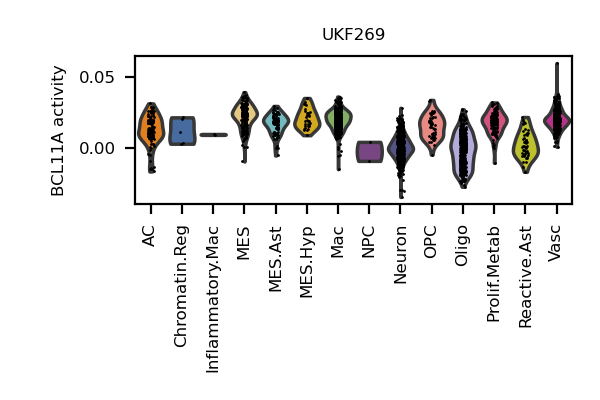 UKF269
BCL11A activity
0.05
0.00
AC
Chromatin.Reg
Inflammatory.Mac
MES
MES.Ast
MES.Hyp
Mac
NPC
Neuron
OPC
Oligo
Prolif.Metab
Reactive.Ast
Vasc